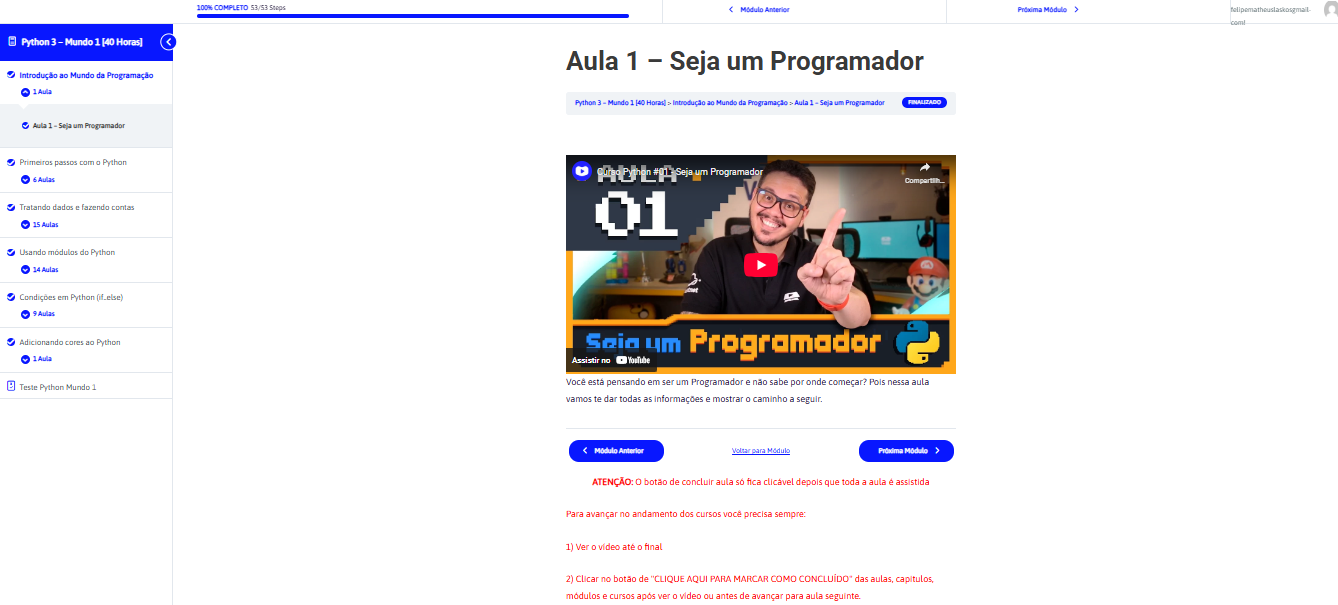 100% COMPLETO 53/53 Steps
Módulo Anterior
Próxima Módulo
felipematheuslaskosgmail-
com!
Python 3 – Mundo 1 [40 Horas]
Introdução ao Mundo da Programação
1 Aula
Aula 1 – Seja um Programador
Primeiros passos com o Python
6 Aulas
Tratando dados e fazendo contas
15 Aulas
Usando módulos do Python
14 Aulas
Condições em Python (if..else)
9 Aulas
Adicionando cores ao Python
1 Aula
Teste Python Mundo 1
Aula 1 – Seja um Programador
Python 3 – Mundo 1 [40 Horas] > Introdução ao Mundo da Programação > Aula 1 – Seja um Programador
FINALIZADO
Curso Python #01 - Seja um Programador
Compartilh...
AULA
01
Seja um Programador
Assistir no YouTube
Você está pensando em ser um Programador e não sabe por onde começar? Pois nessa aula
vamos te dar todas as informações e mostrar o caminho a seguir.
Módulo Anterior
Voltar para Módulo
Próxima Módulo
ATENÇÃO: O botão de concluir aula só fica clicável depois que toda a aula é assistida
Para avançar no andamento dos cursos você precisa sempre:
1) Ver o vídeo até o final
2) Clicar no botão de "CLIQUE AQUI PARA MARCAR COMO CONCLUÍDO" das aulas, capitulos,
módulos e cursos após ver o vídeo ou antes de avançar para aula seguinte.